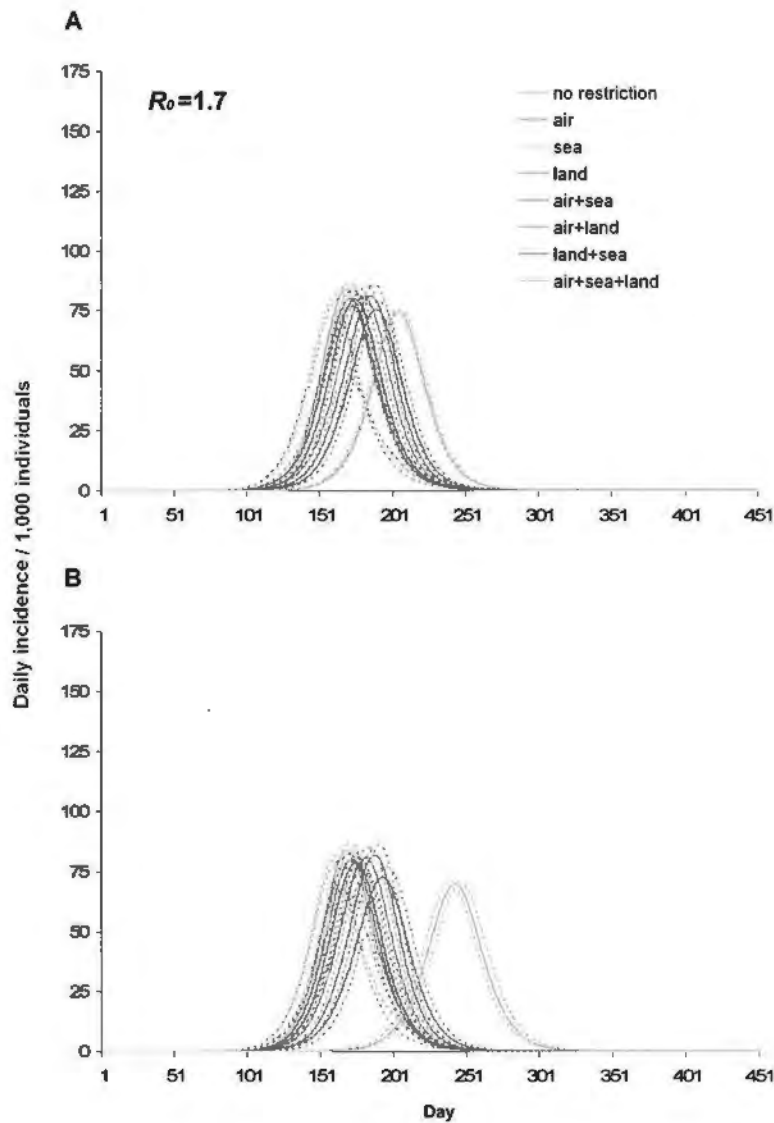 A
R₀=1.7
no restriction
air
sea
land
air+sea
air+land
land+sea
air+sea+land
175
150
125
100
75
50
25
0
1 51 101 151 201 251 301 351 401 451
Daily incidence / 1,000 individuals
B
175
150
125
100
75
50
25
0
1 51 101 151 201 251 301 351 401 451
Day